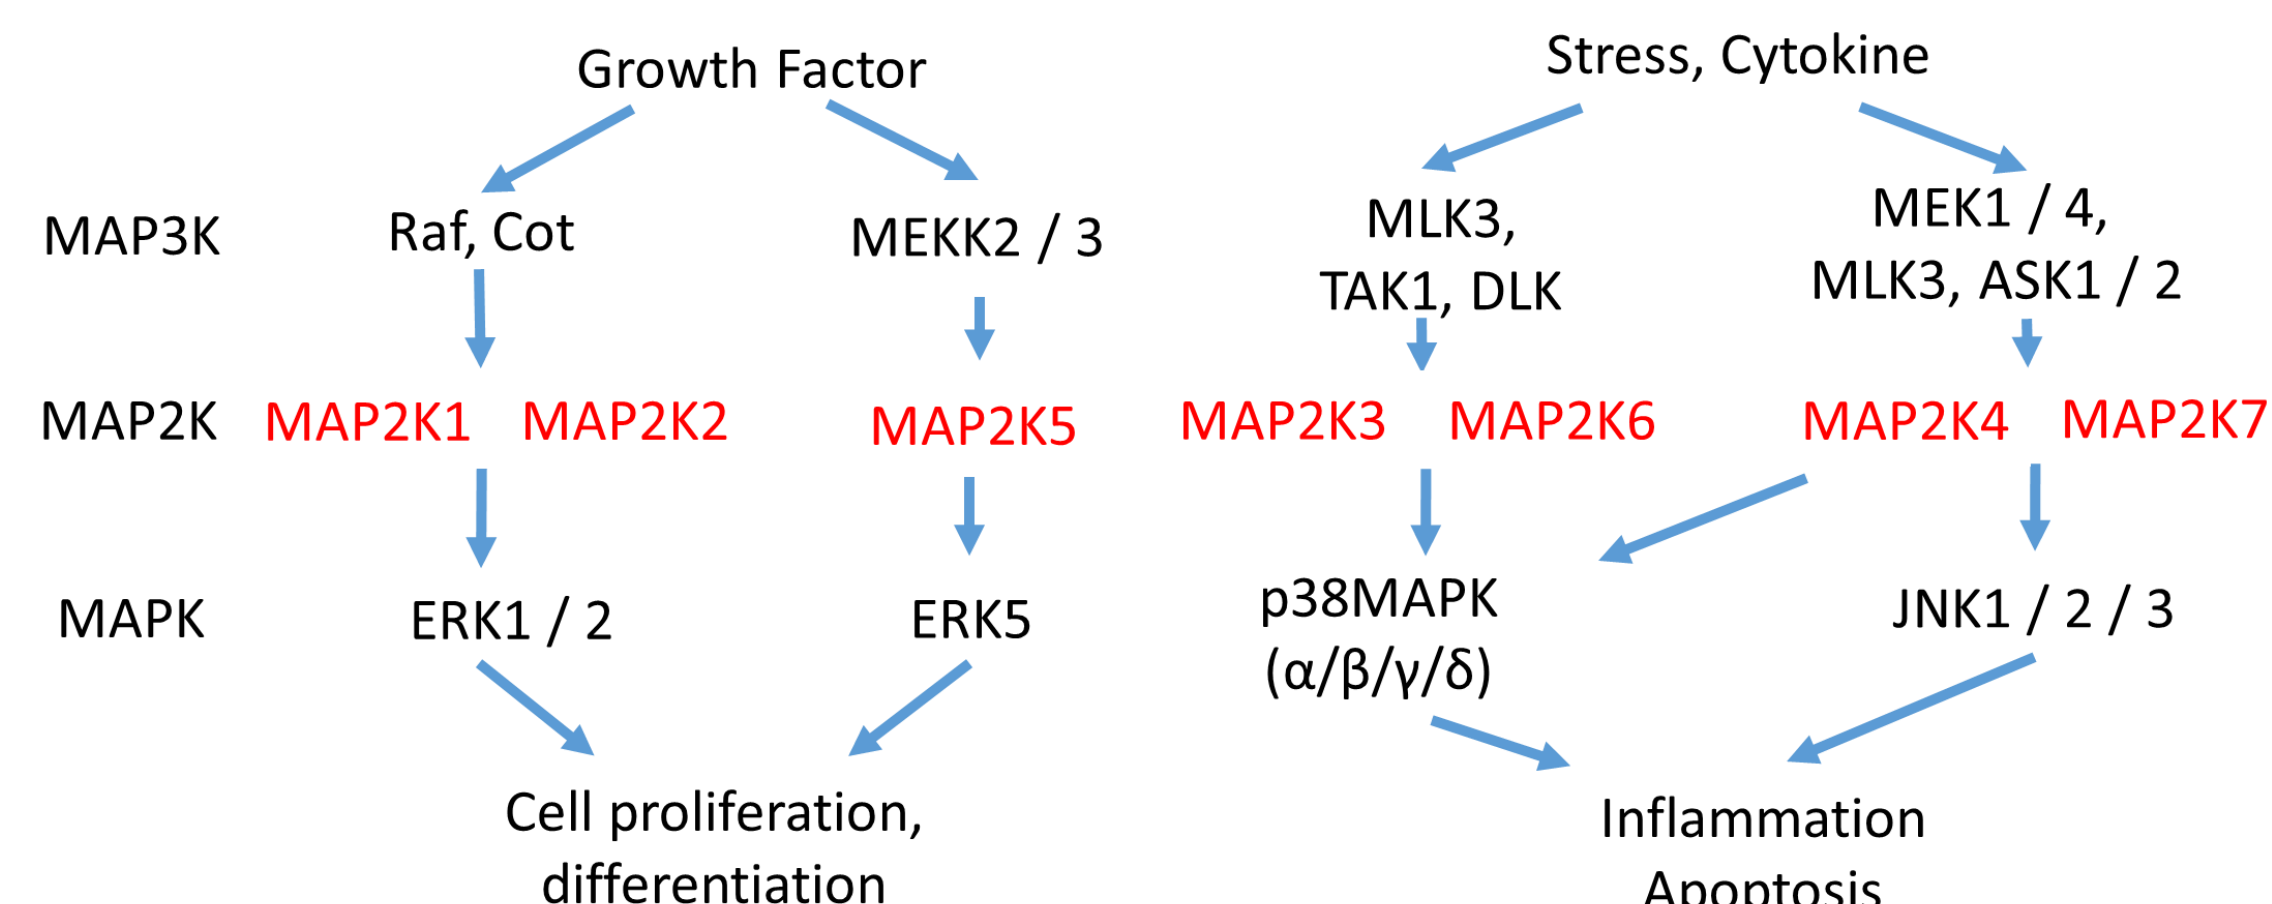 Growth Factor
Stress, Cytokine
MAP3K
Raf, Cot
MEKK2 / 3
MLK3,
TAK1, DLK
MEK1 / 4,
MLK3, ASK1 / 2
MAP2K
MAP2K1
MAP2K2
MAP2K5
MAP2K3
MAP2K6
MAP2K4
MAP2K7
MAPK
ERK1 / 2
ERK5
p38MAPK
(α/β/γ/δ)
JNK1 / 2 / 3
Cell proliferation,
differentiation
Inflammation
Apoptosis